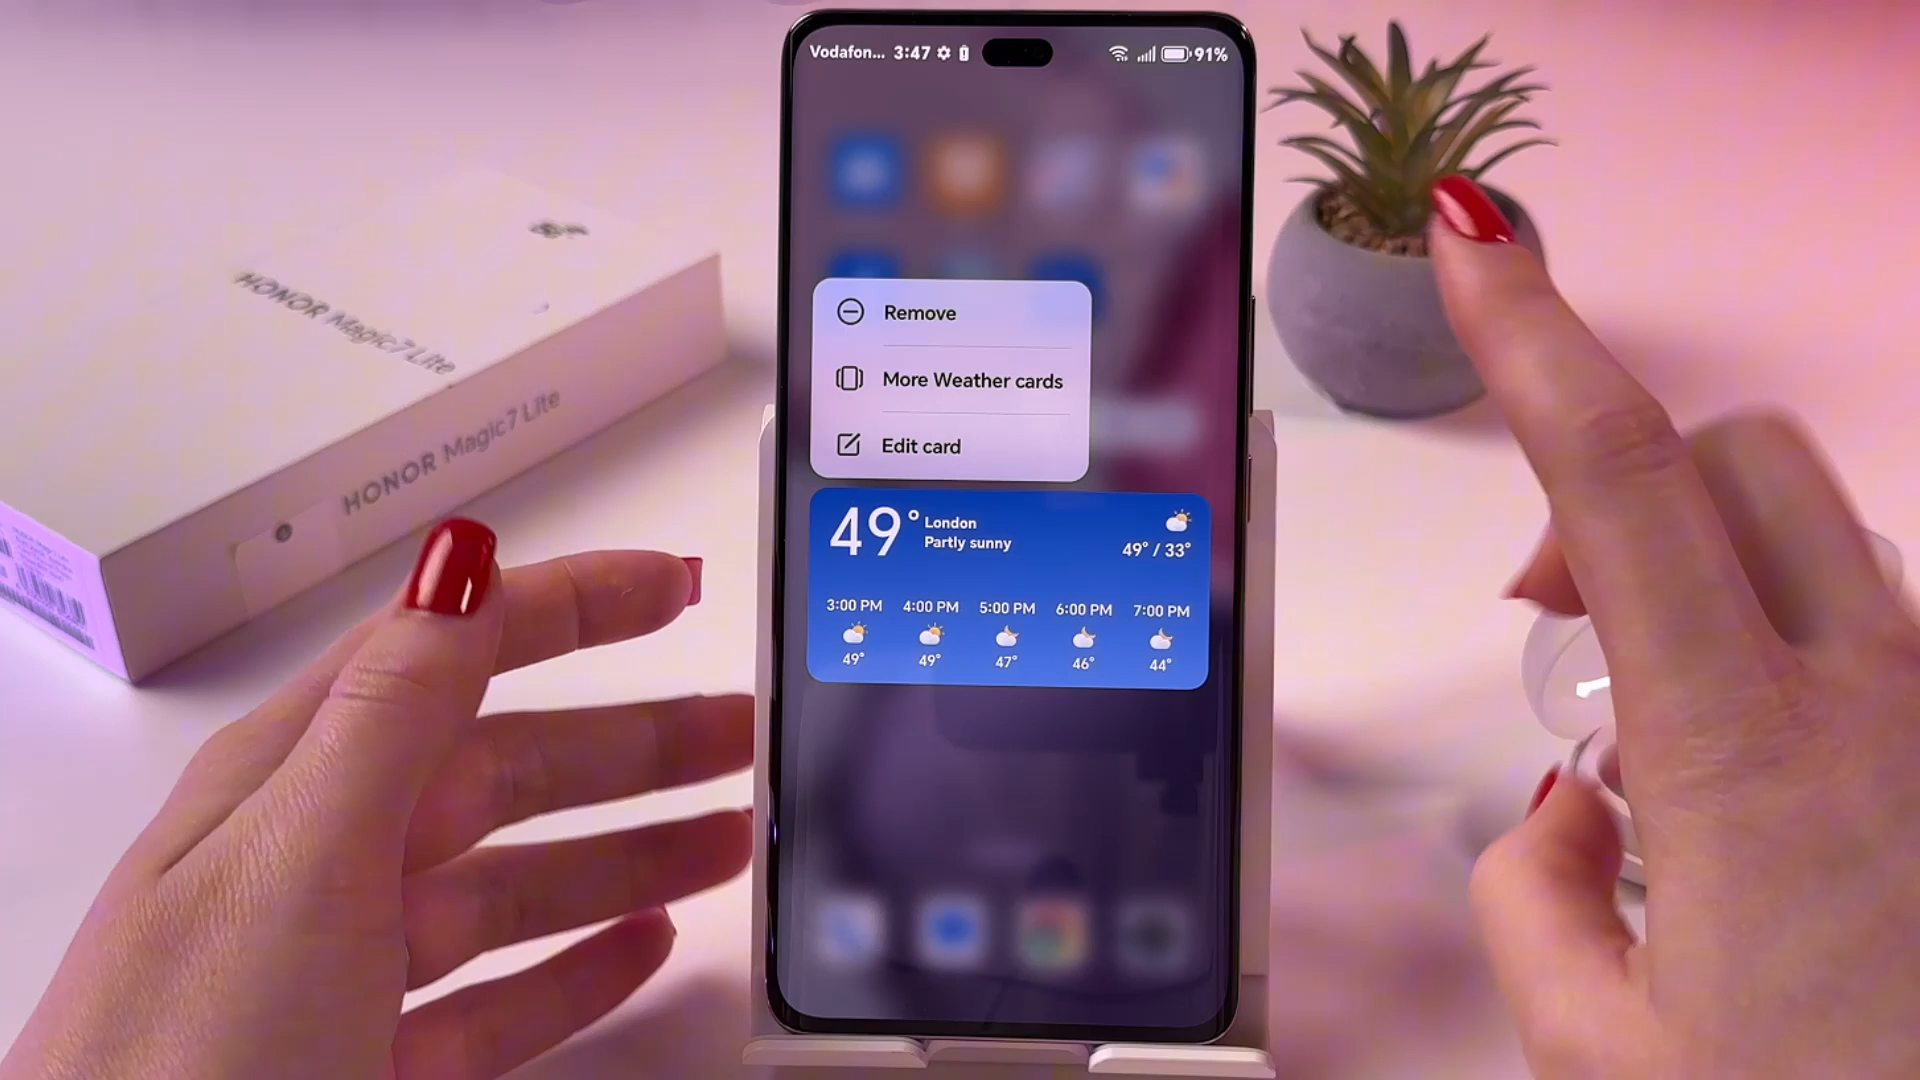 Vodafon... 3:47 91%
HONOR Magic7 Lite
HONOR Magic7 Lite
Remove
More Weather cards
Edit card
49° London
Partly sunny
49° / 33°
3:00 PM 4:00 PM 5:00 PM 6:00 PM 7:00 PM
49° 49° 47° 46° 44°